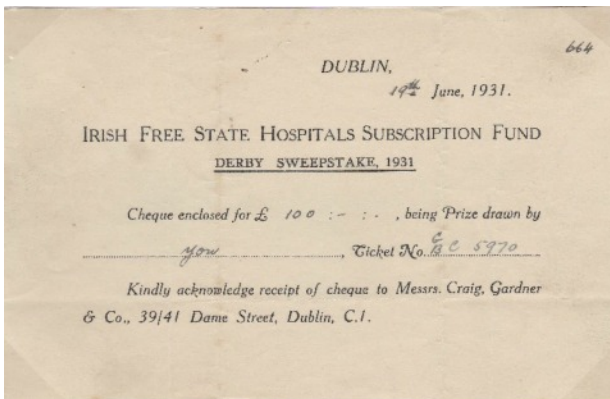 664
DUBLIN,
19th June, 1931.
IRISH FREE STATE HOSPITALS SUBSCRIPTION FUND
DERBY SWEEPSTAKE, 1931
Cheque enclosed for £ 100 : - : - , being Prize drawn by
you, Ticket No. C/B C 5970
Kindly acknowledge receipt of cheque to Messrs. Craig, Gardner
& Co., 39/41 Dame Street, Dublin, C.1.